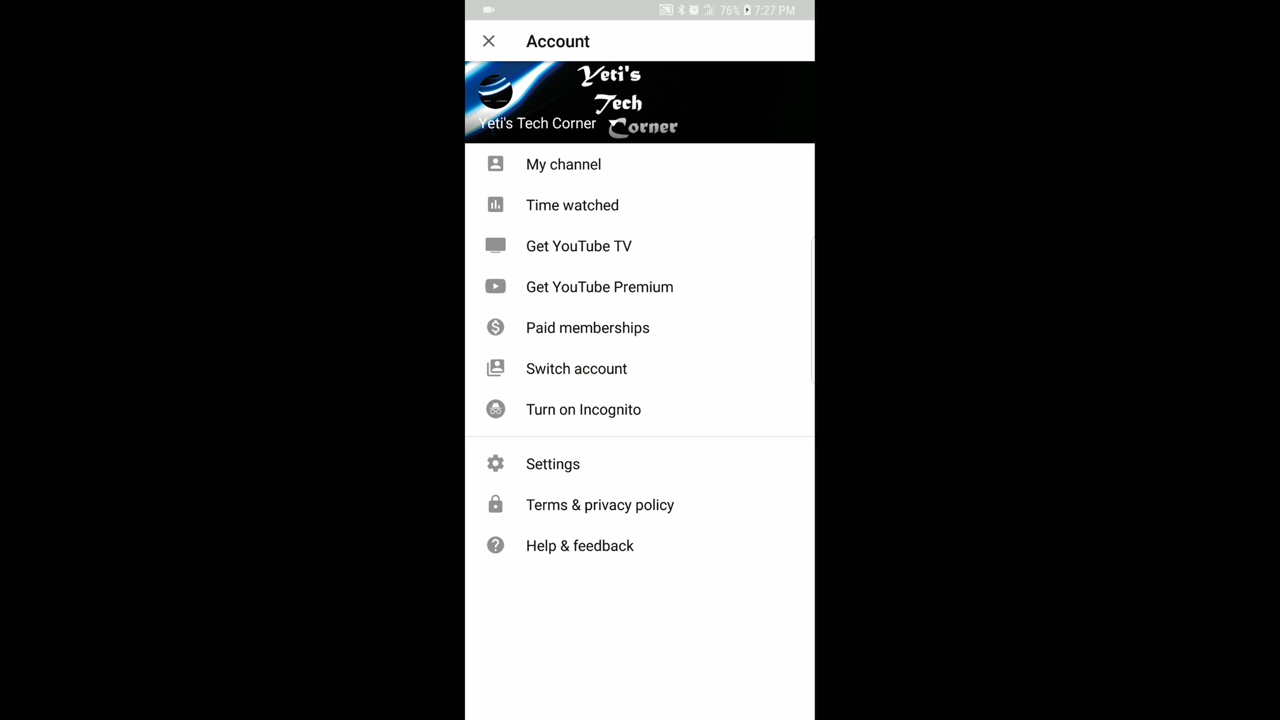 76% 7:27 PM
Account
Yeti's
Tech
Corner
Yeti's Tech Corner
My channel
Time watched
Get YouTube TV
Get YouTube Premium
Paid memberships
Switch account
Turn on Incognito
Settings
Terms & privacy policy
Help & feedback